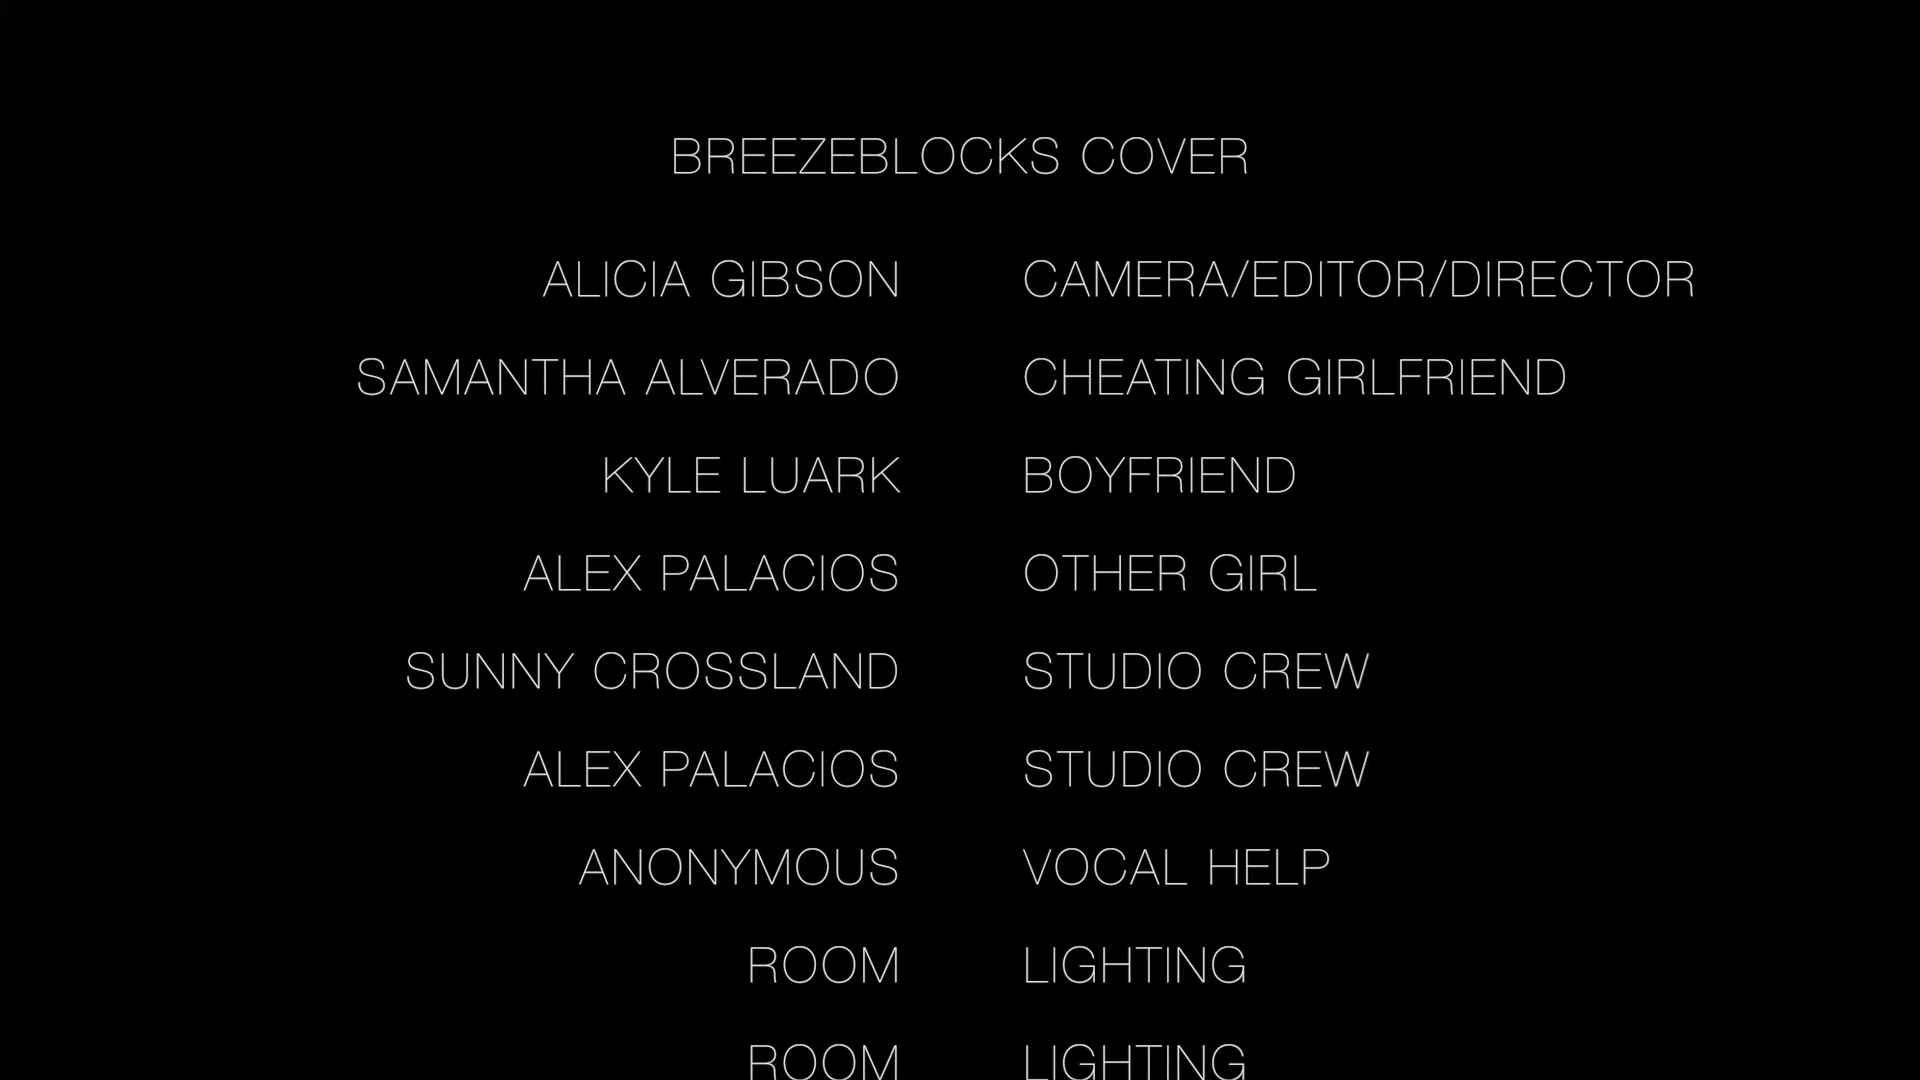 BREEZEBLOCKS COVER
ALICIA GIBSON CAMERA/EDITOR/DIRECTOR
SAMANTHA ALVERADO CHEATING GIRLFRIEND
KYLE LUARK BOYFRIEND
ALEX PALACIOS OTHER GIRL
SUNNY CROSSLAND STUDIO CREW
ALEX PALACIOS STUDIO CREW
ANONYMOUS VOCAL HELP
ROOM LIGHTING
ROOM LIGHTING